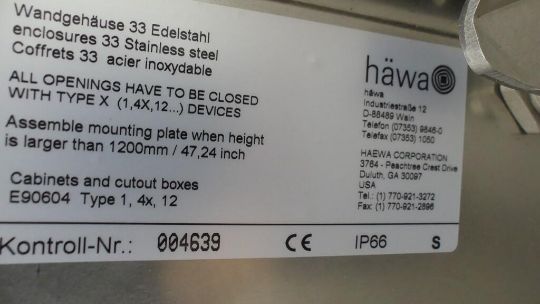 Wandgehäuse 33 Edelstahl
enclosures 33 Stainless steel
Coffrets 33 acier inoxydable
ALL OPENINGS HAVE TO BE CLOSED
WITH TYPE X (1,4X,12...) DEVICES
Assemble mounting plate when height
is larger than 1200mm / 47,24 inch
Cabinets and cutout boxes
E90604 Type 1, 4x, 12
häwa
häwa
Industriestraße 12
D-88489 Wain
Telefon (07353) 9846-0
Telefax (07353) 1050
HAEWA CORPORATION
3764 - Peachtree Crest Drive
Duluth, GA 30097
USA
Tel.: (1) 770-921-3272
Fax: (1) 770-921-2896
Kontroll-Nr.: 004639 CE IP66 S